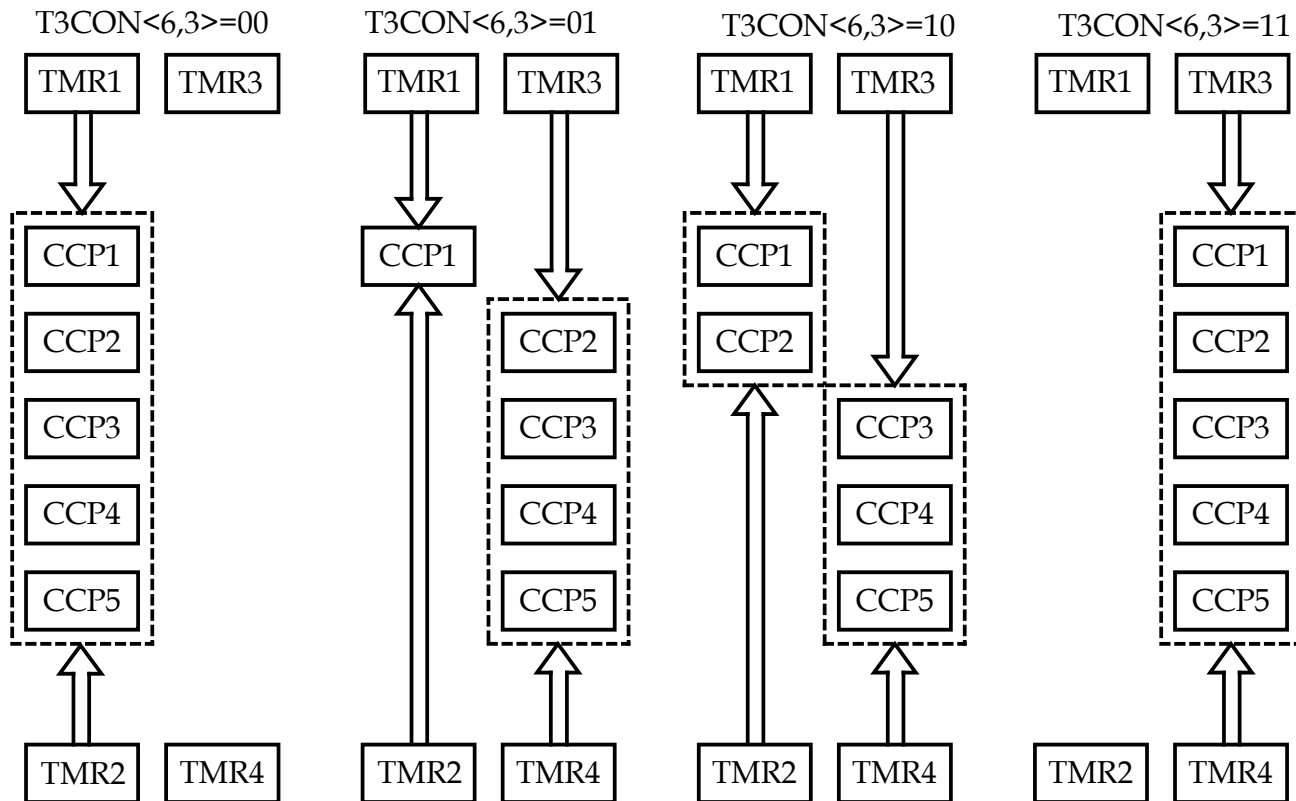 T3CON<6,3>=00
TMR1 TMR3
CCP1
CCP2
CCP3
CCP4
CCP5
TMR2 TMR4
T3CON<6,3>=01
TMR1 TMR3
CCP1
CCP2
CCP3
CCP4
CCP5
TMR2 TMR4
T3CON<6,3>=10
TMR1 TMR3
CCP1
CCP2
CCP3
CCP4
CCP5
TMR2 TMR4
T3CON<6,3>=11
TMR1 TMR3
CCP1
CCP2
CCP3
CCP4
CCP5
TMR2 TMR4